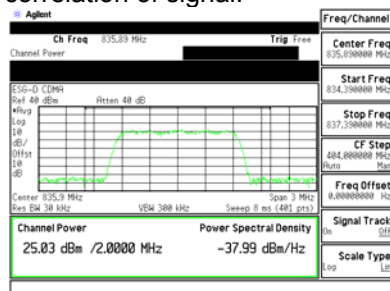 correlation of signal.
Agilent
Freq/Channel
Ch Freq 835.89 MHz Trig Free
Channel Power
Center Freq
835.890000 MHz
Start Freq
834.390000 MHz
Stop Freq
837.390000 MHz
CF Step
404.000000 MHz
Auto Man
Freq Offset
0.00000000 Hz
Signal Track
On Off
Scale Type
Log Lin
ESG-D CDMA
Ref 40 dBm Atten 40 dB
#Avg
Log
10
dB/
Offst
10
dB
Center 835.9 MHz Span 3 MHz
Res BW 30 kHz VBW 300 kHz Sweep 8 ms (401 pts)
Channel Power Power Spectral Density
25.03 dBm /2.0000 MHz -37.99 dBm/Hz